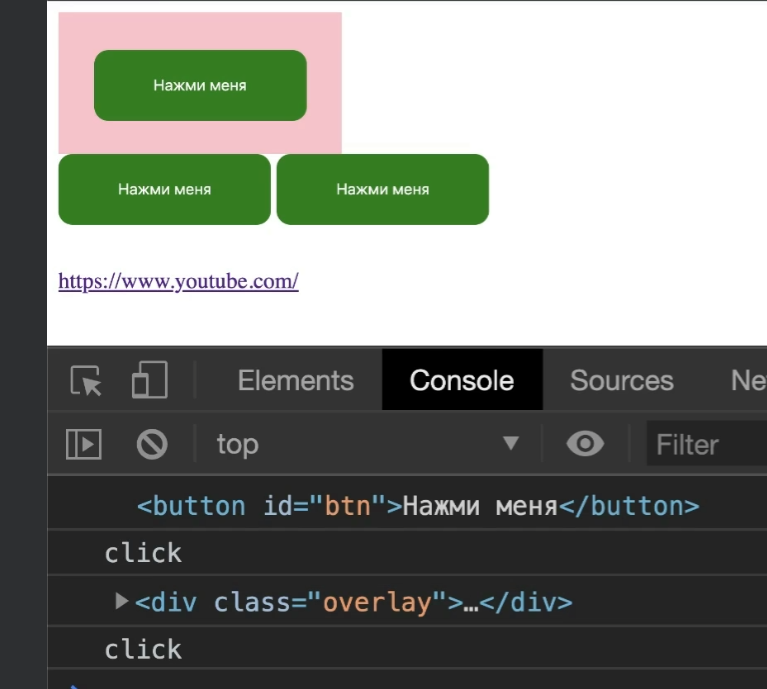 Нажми меня
Нажми меня Нажми меня
https://www.youtube.com/
Elements Console Sources Ne
top Filter
<button id="btn">Нажми меня</button>
click
<div class="overlay">…</div>
click